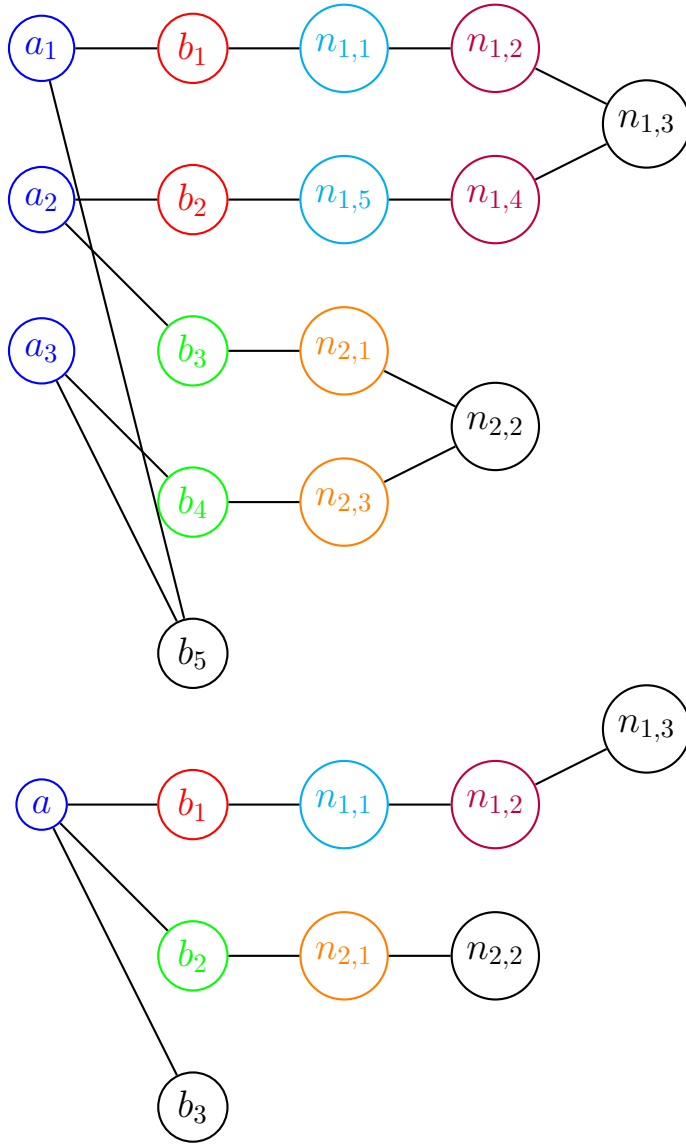 a₁ b₁ n₁,₁ n₁,₂
n₁,₃
a₂ b₂ n₁,₅ n₁,₄
a₃ b₃ n₂,₁
n₂,₂
b₄ n₂,₃
b₅
n₁,₃
a b₁ n₁,₁ n₁,₂
b₂ n₂,₁ n₂,₂
b₃